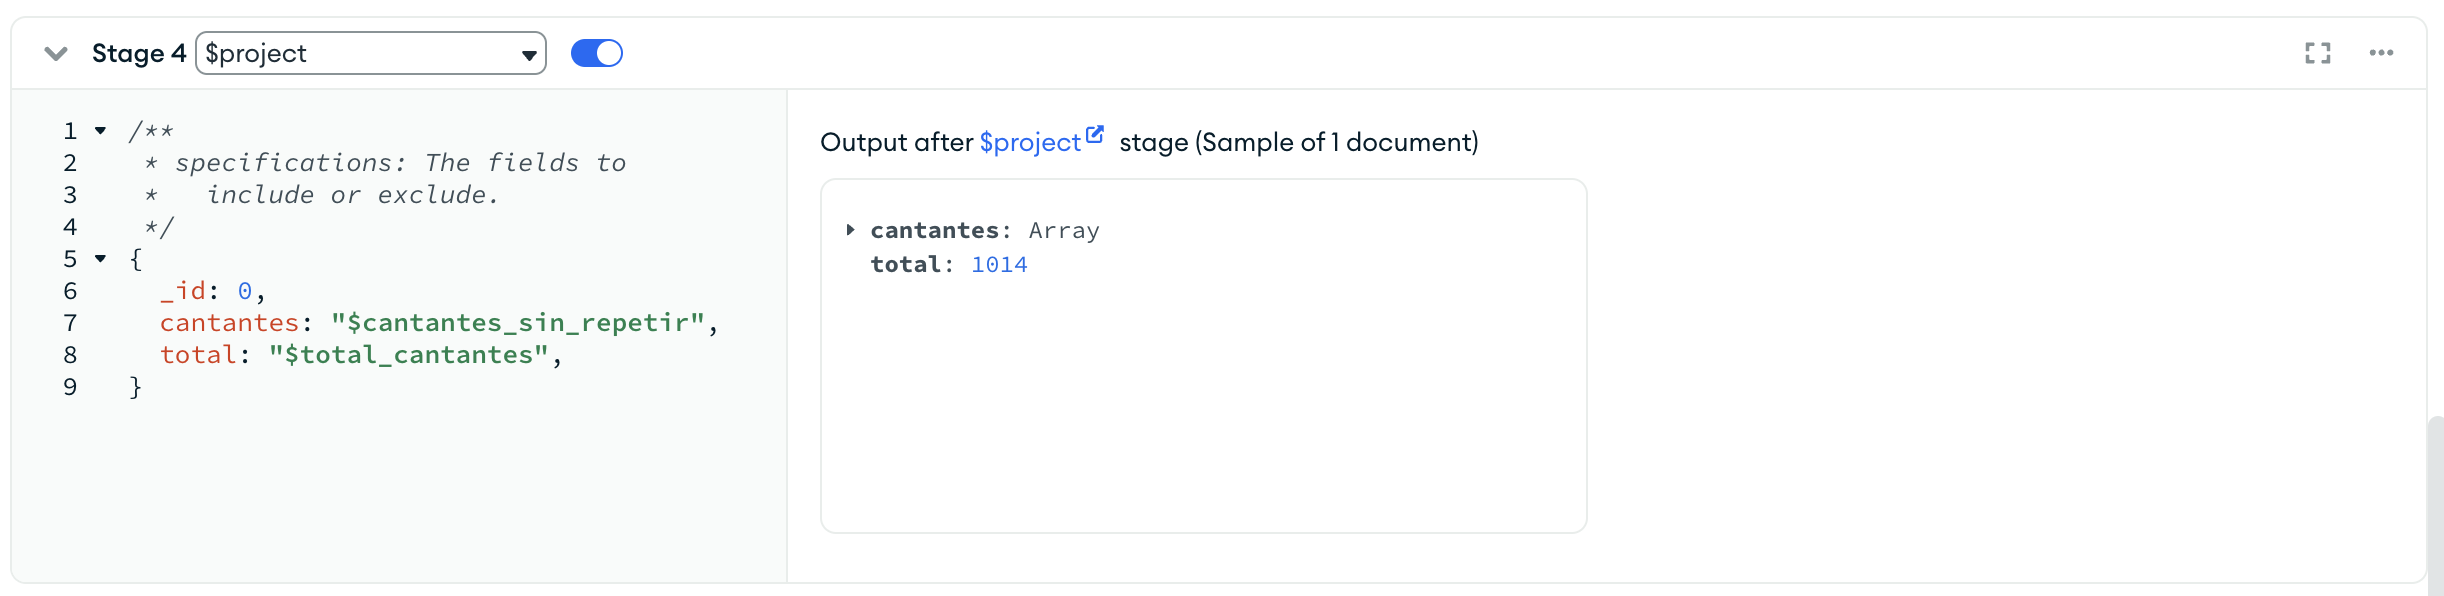 Stage 4 $project
1 /**
2  * specifications: The fields to
3  *   include or exclude.
4  */
5 {
6   _id: 0,
7   cantantes: "$cantantes_sin_repetir",
8   total: "$total_cantantes",
9 }
Output after $project stage (Sample of 1 document)
cantantes: Array
total: 1014